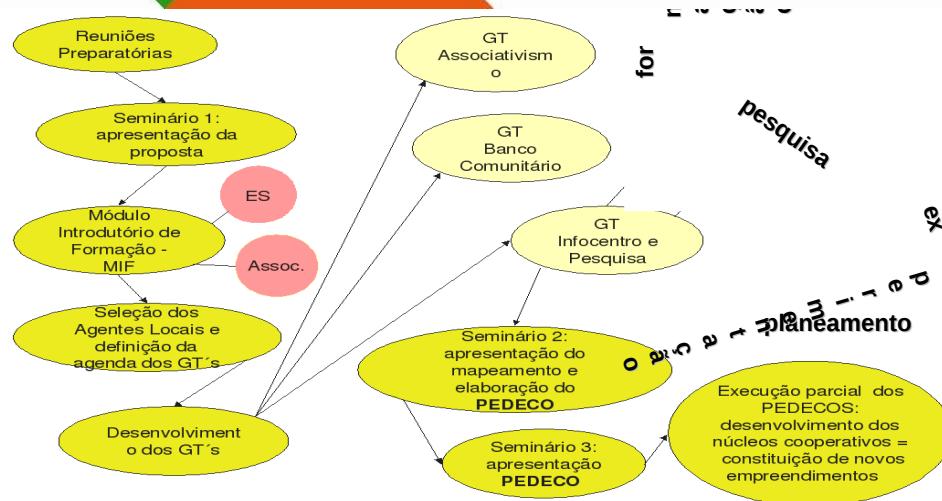 Reuniões
Preparatórias
Seminário 1:
apresentação da
proposta
ES
Módulo
Introdutório de
Formação -
MIF
Assoc.
Seleção dos
Agentes Locais e
definição da
agenda dos GT´s
Desenvolviment
o dos GT´s
GT
Associativism
o
GT
Banco
Comunitário
GT
Infocentro e
Pesquisa
Seminário 2:
apresentação do
mapeamento e
elaboração do
PEDECO
Seminário 3:
apresentação
PEDECO
Execução parcial dos
PEDECOS:
desenvolvimento dos
núcleos cooperativos =
constituição de novos
empreendimentos
for
pesquisa
ex
perimentação
planeamento